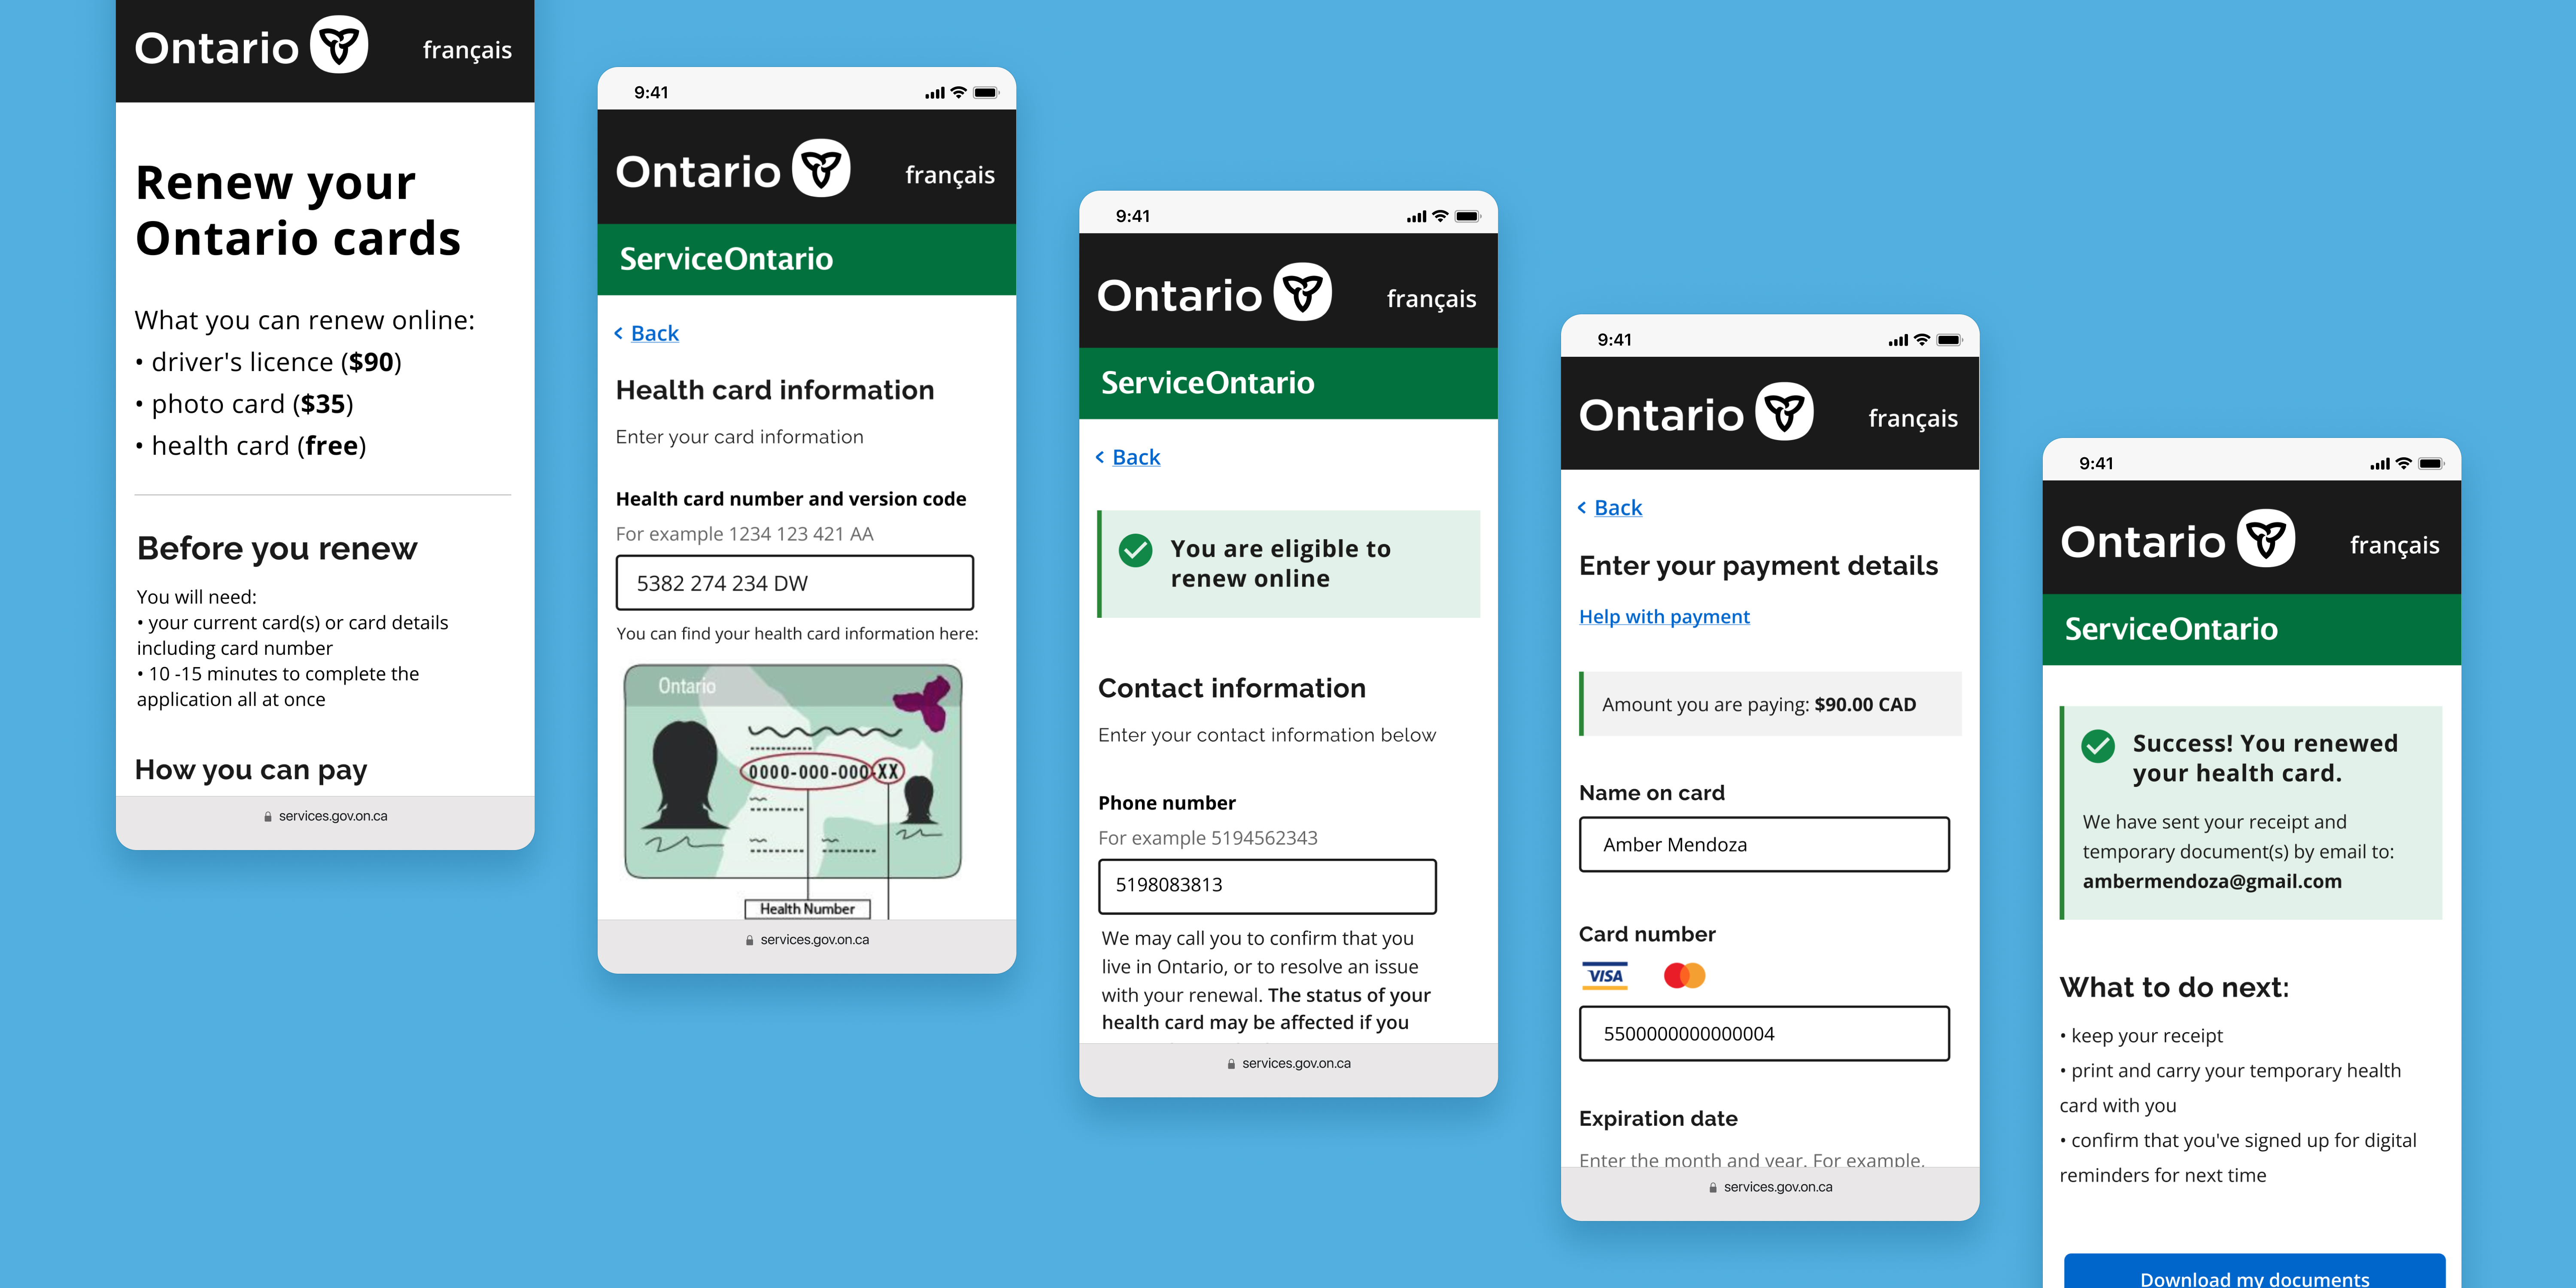 Ontario français
Renew your
Ontario cards
What you can renew online:
• driver's licence ($90)
• photo card ($35)
• health card (free)
Before you renew
You will need:
• your current card(s) or card details
including card number
• 10 -15 minutes to complete the
application all at once
How you can pay
services.gov.on.ca
9:41
Ontario français
ServiceOntario
< Back
Health card information
Enter your card information
Health card number and version code
For example 1234 123 421 AA
5382 274 234 DW
You can find your health card information here:
Ontario
0000-000-000-XX
Health Number
services.gov.on.ca
9:41
Ontario français
ServiceOntario
< Back
You are eligible to
renew online
Contact information
Enter your contact information below
Phone number
For example 5194562343
5198083813
We may call you to confirm that you
live in Ontario, or to resolve an issue
with your renewal. The status of your
health card may be affected if you
services.gov.on.ca
9:41
Ontario français
< Back
Enter your payment details
Help with payment
Amount you are paying: $90.00 CAD
Name on card
Amber Mendoza
Card number
VISA
5500000000000004
Expiration date
Enter the month and year. For example,
services.gov.on.ca
9:41
Ontario français
ServiceOntario
Success! You renewed
your health card.
We have sent your receipt and
temporary document(s) by email to:
ambermendoza@gmail.com
What to do next:
• keep your receipt
• print and carry your temporary health
card with you
• confirm that you've signed up for digital
reminders for next time
Download my documents